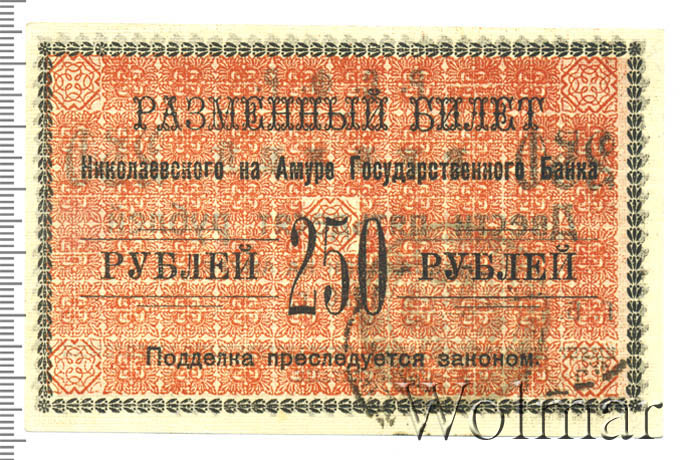 РАЗМЕННЫЙ БИЛЕТ
Николаевского на Амуре Государственного Банка
РУБЛЕЙ 250 РУБЛЕЙ
Подделка преследуется законом.
Wolmar